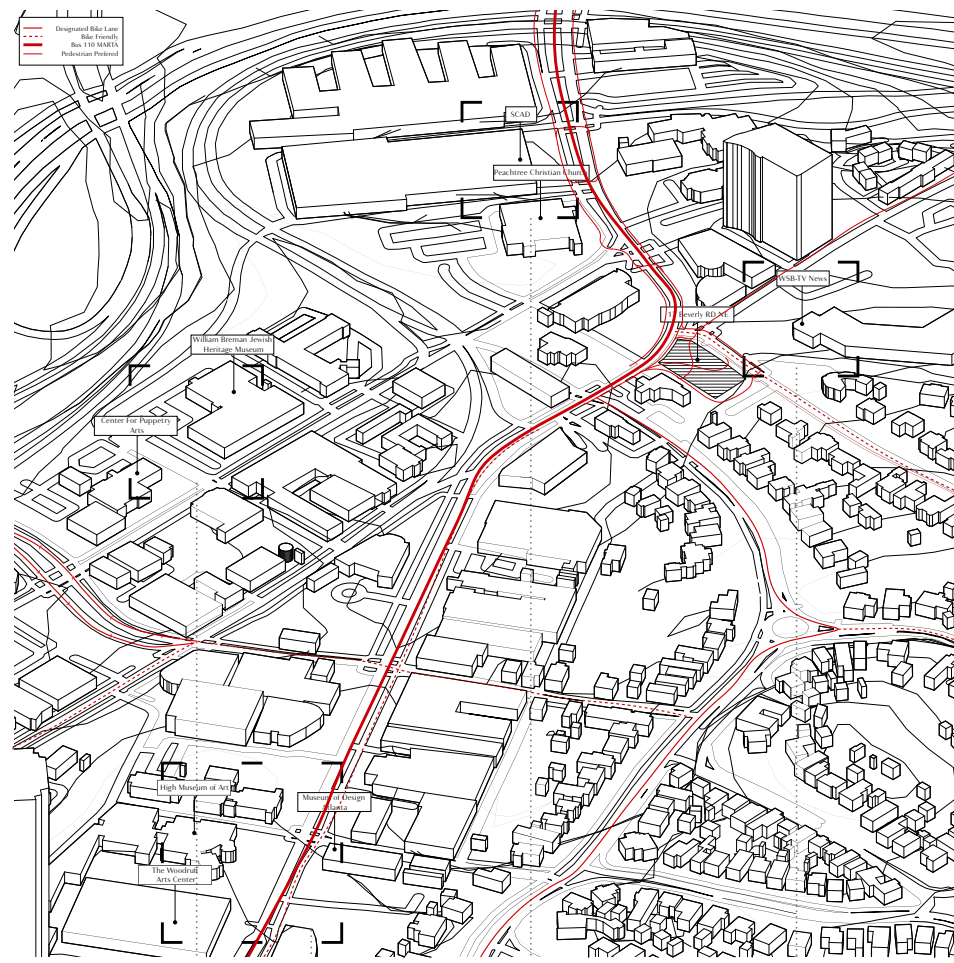 Designated Bike Lane
Bike Friendly
Bus 110 MARTA
Pedestrian Prefered
SCAD
Peachtree Christian Church
WSB-TV News
Beverly RD NE
William Breman Jewish
Heritage Museum
Center For Puppetry
Arts
High Museum of Art
Museum of Design
Atlanta
The Woodruff
Arts Center